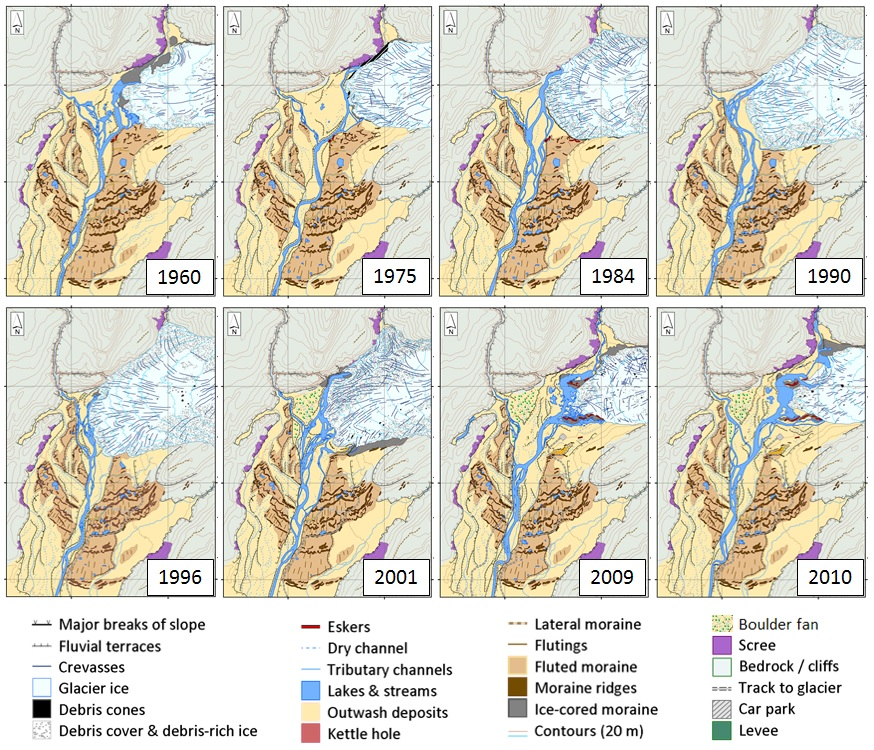 N
N
N
N
1960
1975
1984
1990
N
N
N
N
1996
2001
2009
2010
Major breaks of slope
Fluvial terraces
Crevasses
Glacier ice
Debris cones
Debris cover & debris-rich ice
Eskers
Dry channel
Tributary channels
Lakes & streams
Outwash deposits
Kettle hole
Lateral moraine
Flutings
Fluted moraine
Moraine ridges
Ice-cored moraine
Contours (20 m)
Boulder fan
Scree
Bedrock / cliffs
Track to glacier
Car park
Levee